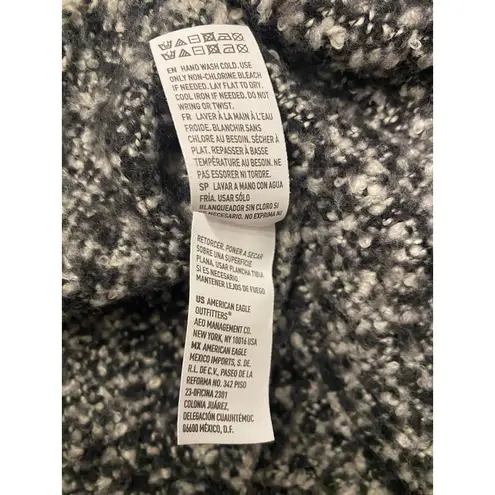 EN HAND WASH COLD. USE
ONLY NON-CHLORINE BLEACH
IF NEEDED. LAY FLAT TO DRY.
COOL IRON IF NEEDED. DO NOT
WRING OR TWIST.
FR LAVER À LA MAIN À L'EAU
FROIDE. BLANCHIR SANS
CHLORE AU BESOIN. SÉCHER À
PLAT. REPASSER À BASSE
TEMPÉRATURE AU BESOIN. NE
PAS ESSORER NI TORDRE.
SP LAVAR A MANO CON AGUA
FRÍA. USAR SÓLO
BLANQUEADOR SIN CLORO SI
ES NECESARIO. NO EXPRIMA NI
RETORCER. PONER A SECAR
SOBRE UNA SUPERFICIE
PLANA. USAR PLANCHA TIBIA
SI ES NECESARIO.
MANTENER LEJOS DE FUEGO
US AMERICAN EAGLE
OUTFITTERS®
AEO MANAGEMENT CO.
NEW YORK, NY 10016 USA
MX AMERICAN EAGLE
MEXICO IMPORTS, S. DE
R.L. DE C.V., PASEO DE LA
REFORMA NO. 342 PISO
23-OFICINA 2301
COLONIA JUÁREZ,
DELEGACIÓN CUAUHTÉMOC
06600 MÉXICO, D.F.